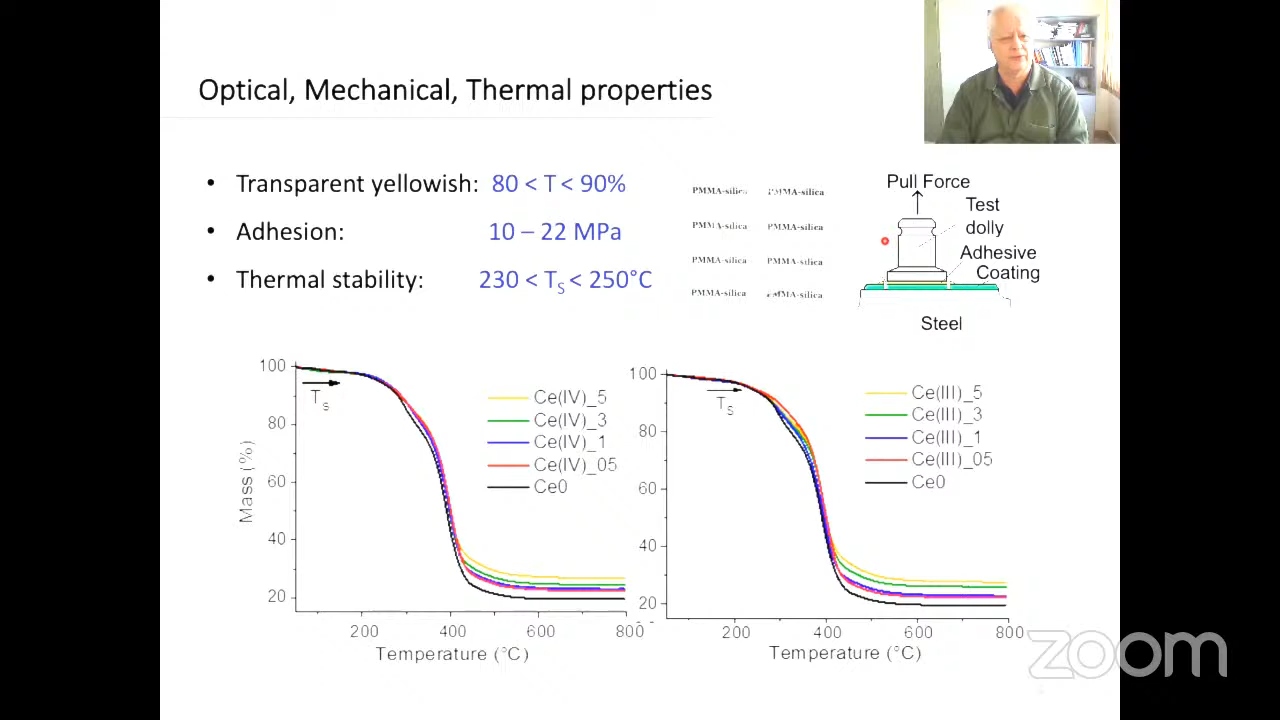 Optical, Mechanical, Thermal properties
• Transparent yellowish: 80 < T < 90%
• Adhesion: 10 – 22 MPa
• Thermal stability: 230 < TS < 250°C
PMMA-silica PMMA-silica
PMMA-silica PMMA-silica
PMMA-silica PMMA-silica
PMMA-silica PMMA-silica
Pull Force
Test
dolly
Adhesive
Coating
Steel
100
80
60
40
20
Mass (%)
TS
Ce(IV)_5
Ce(IV)_3
Ce(IV)_1
Ce(IV)_05
Ce0
200 400 600 800
Temperature (°C)
100
80
60
40
20
TS
Ce(III)_5
Ce(III)_3
Ce(III)_1
Ce(III)_05
Ce0
200 400 600 800
Temperature (°C)
zoom